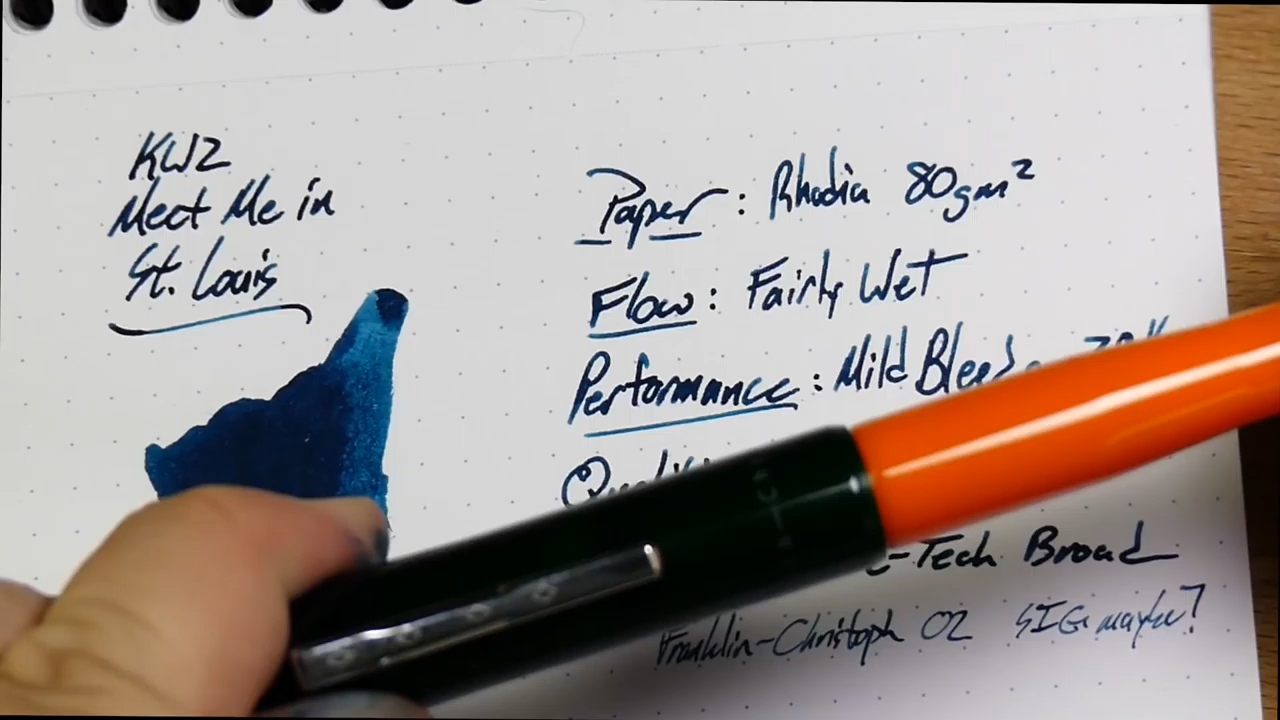 KWZ
Meet Me in
St. Louis
Paper: Rhodia 80gm²
Flow: Fairly Wet
Performance: Mild Bleed
-Tech Broad
Franklin-Christoph 02 SIG maybe?